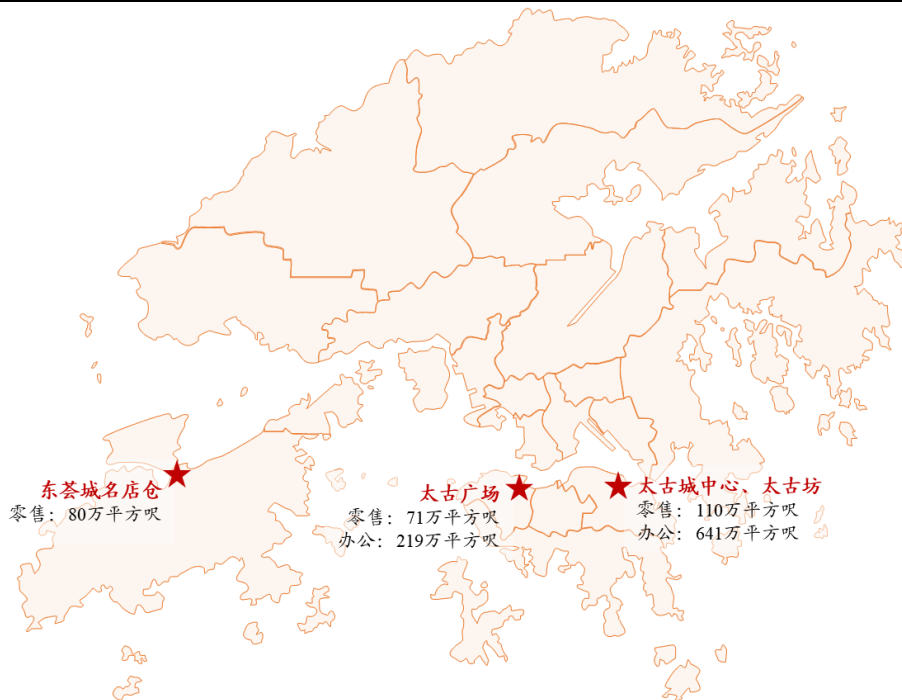 东荟城名店仓
零售：80万平方呎
太古广场
零售：71万平方呎
办公：219万平方呎
太古城中心、太古坊
零售：110万平方呎
办公：641万平方呎